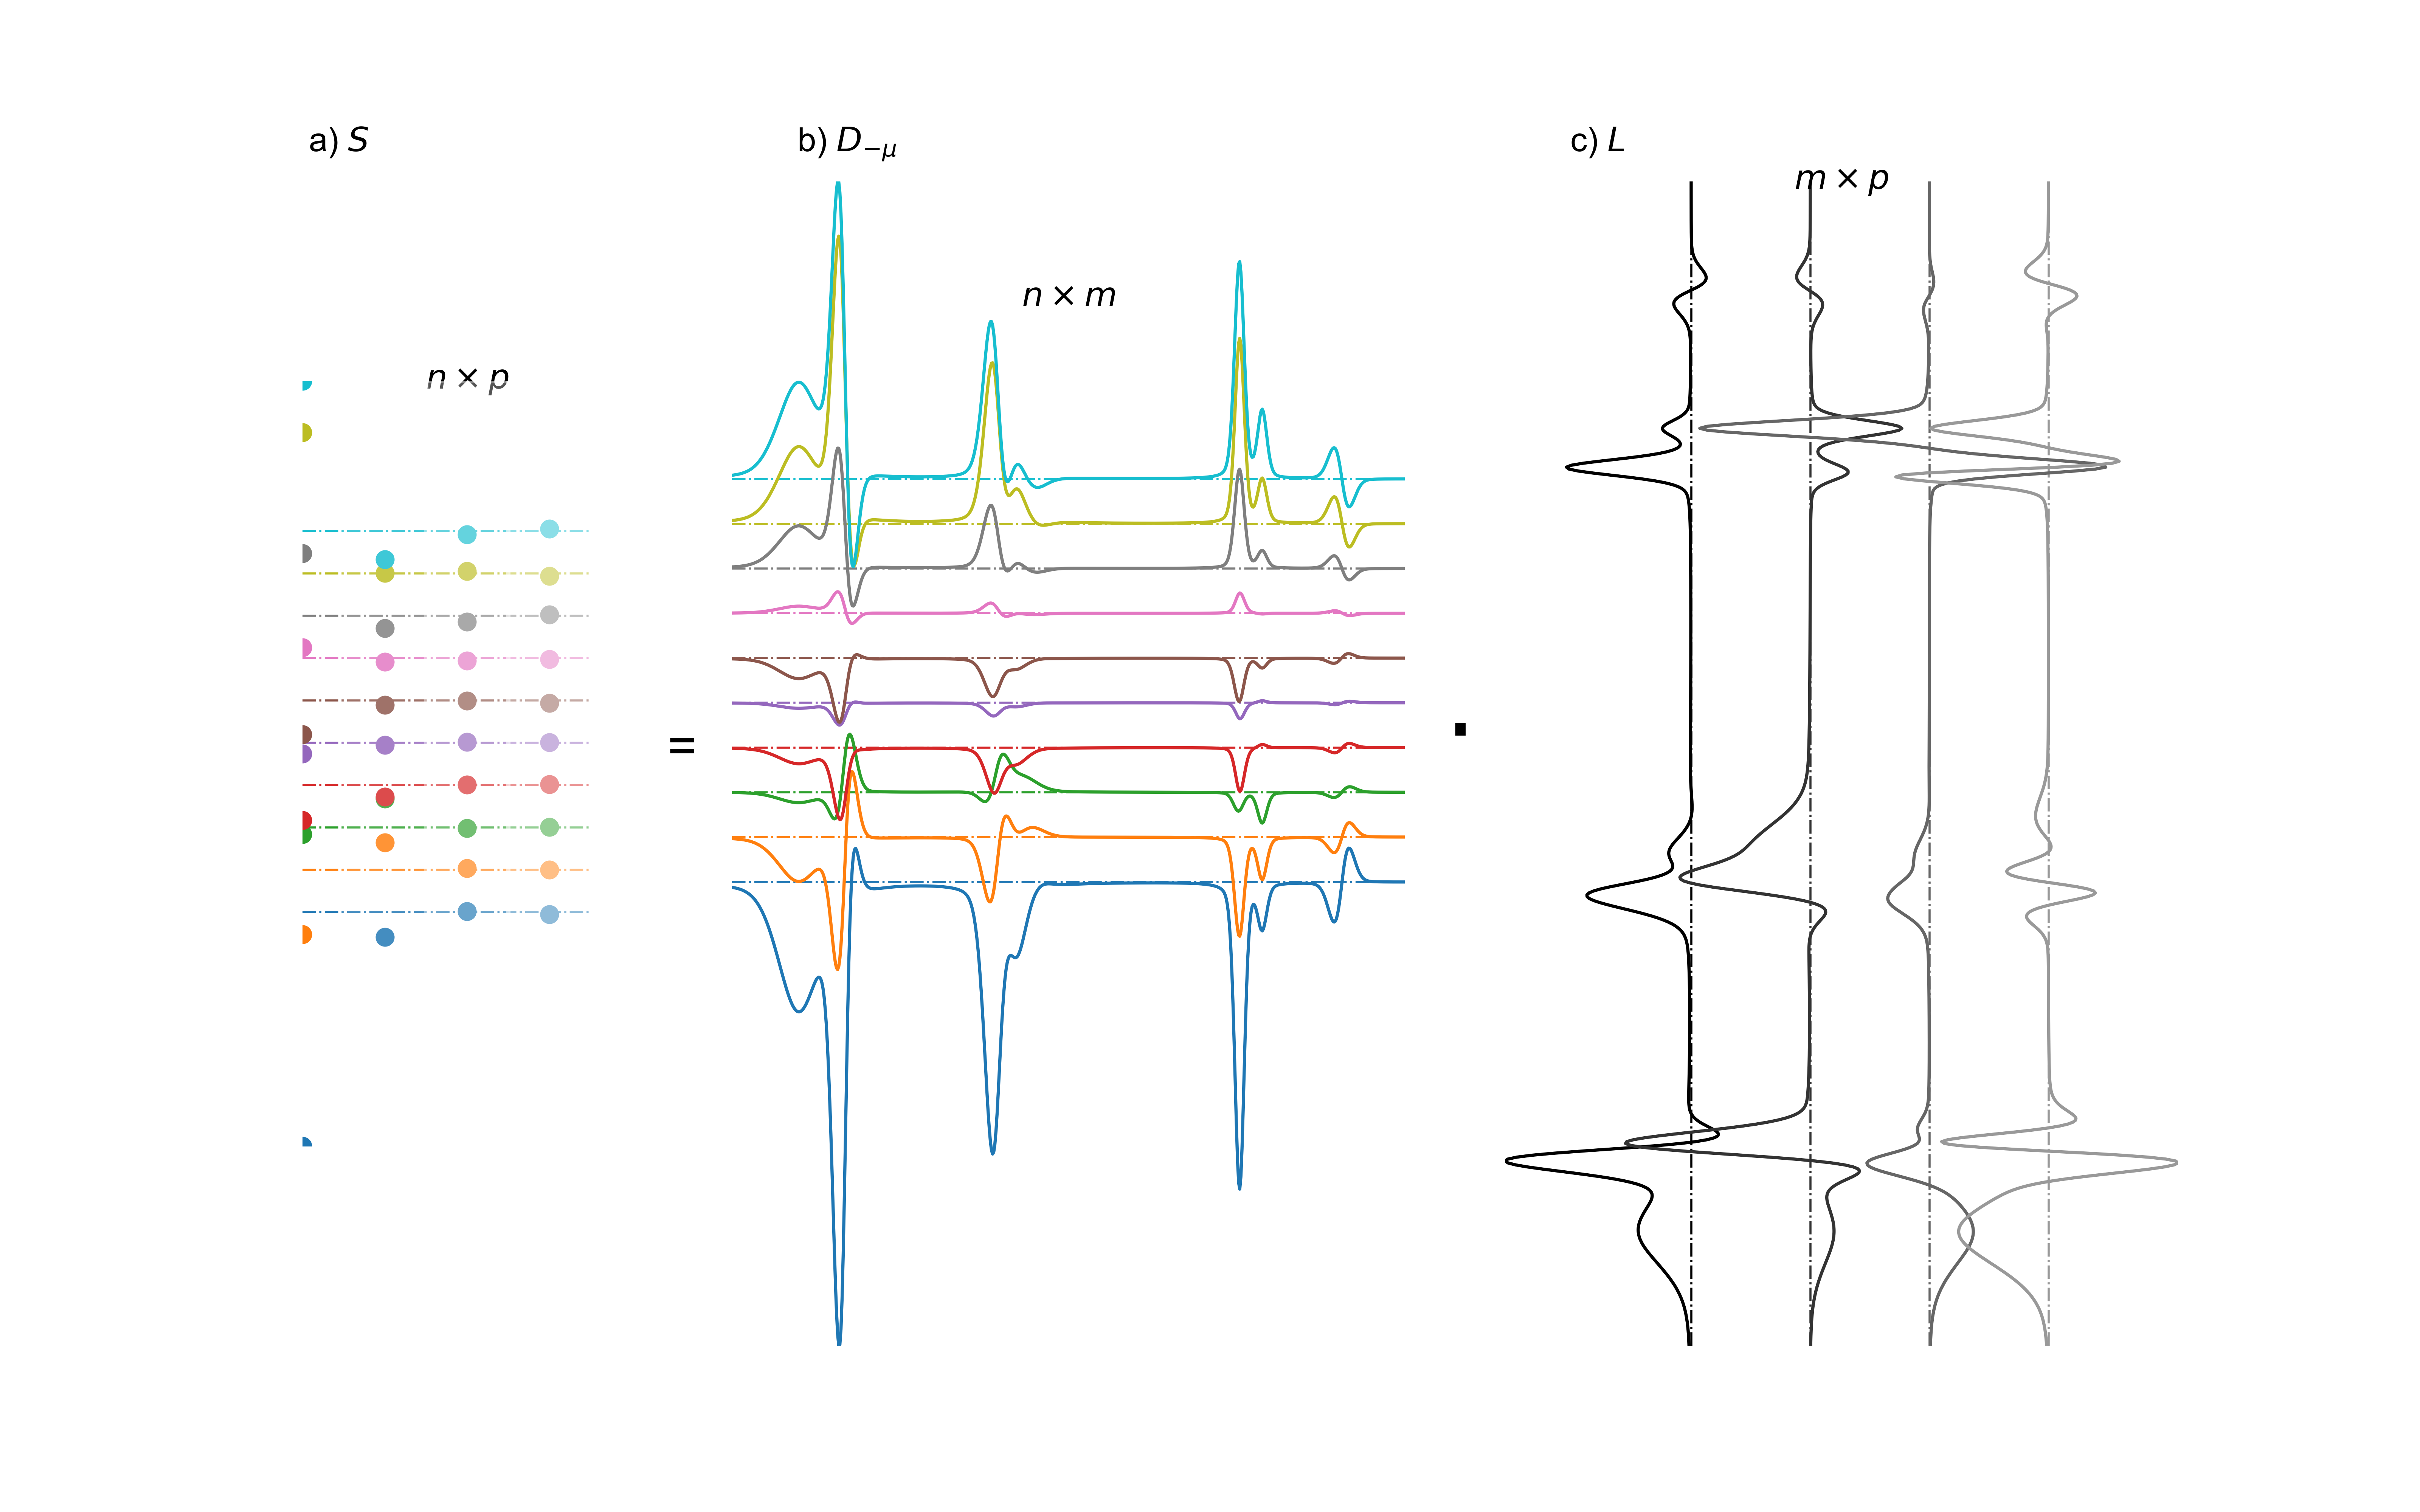 a) S
b) D₋μ
c) L
m × p
n × m
n × p
=
·